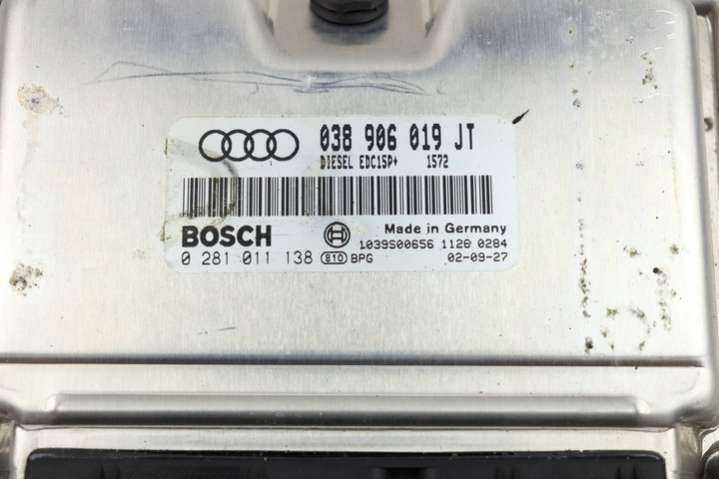 038 906 019 JT
DIESEL EDC15P+ 1572
BOSCH
Made in Germany
1039S00656 1128 0284
0 281 011 138 810 BPG 02-09-27